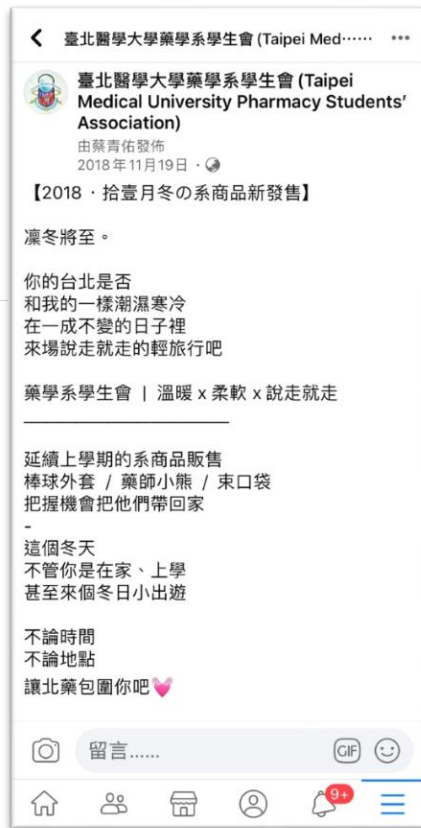 臺北醫學大學藥學系學生會 (Taipei Med⋯⋯
臺北醫學大學藥學系學生會 (Taipei
Medical University Pharmacy Students'
Association)
由蔡青佑發佈
2018年11月19日 ·
【2018 · 拾壹月冬の系商品新發售】
凜冬將至。
你的台北是否
和我的一樣潮濕寒冷
在一成不變的日子裡
來場說走就走的輕旅行吧
藥學系學生會 | 溫暖 x 柔軟 x 說走就走
延續上學期的系商品販售
棒球外套 / 藥師小熊 / 束口袋
把握機會把他們帶回家
-
這個冬天
不管你是在家、上學
甚至來個冬日小出遊
不論時間
不論地點
讓北藥包圍你吧💓
留言......
GIF
9+